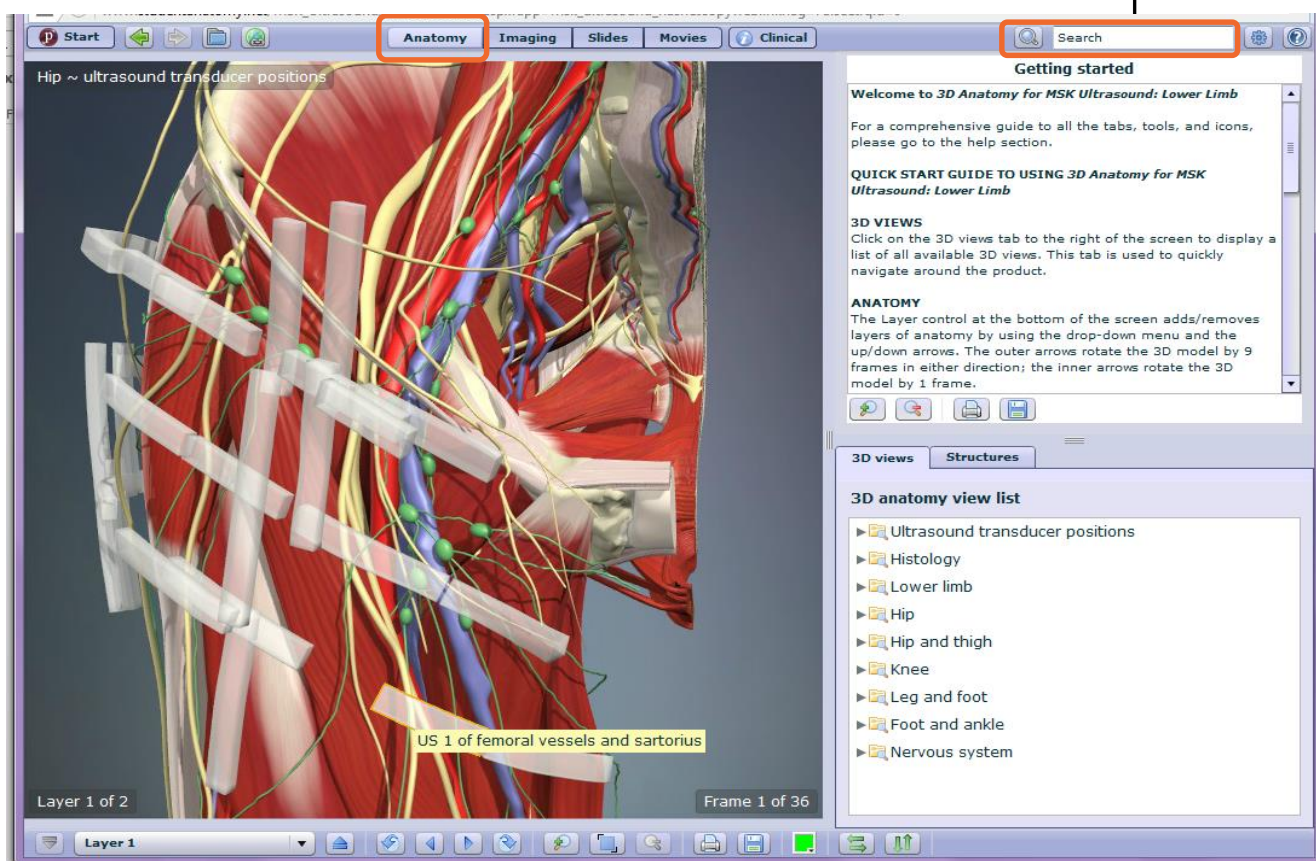 Start
Anatomy Imaging Slides Movies Clinical
Search
Hip ~ ultrasound transducer positions
Getting started
Welcome to 3D Anatomy for MSK Ultrasound: Lower Limb
For a comprehensive guide to all the tabs, tools, and icons,
please go to the help section.
QUICK START GUIDE TO USING 3D Anatomy for MSK
Ultrasound: Lower Limb
3D VIEWS
Click on the 3D views tab to the right of the screen to display a
list of all available 3D views. This tab is used to quickly
navigate around the product.
ANATOMY
The Layer control at the bottom of the screen adds/removes
layers of anatomy by using the drop-down menu and the
up/down arrows. The outer arrows rotate the 3D model by 9
frames in either direction; the inner arrows rotate the 3D
model by 1 frame.
3D views Structures
3D anatomy view list
Ultrasound transducer positions
Histology
Lower limb
Hip
Hip and thigh
Knee
Leg and foot
Foot and ankle
Nervous system
US 1 of femoral vessels and sartorius
Layer 1 of 2
Frame 1 of 36
Layer 1